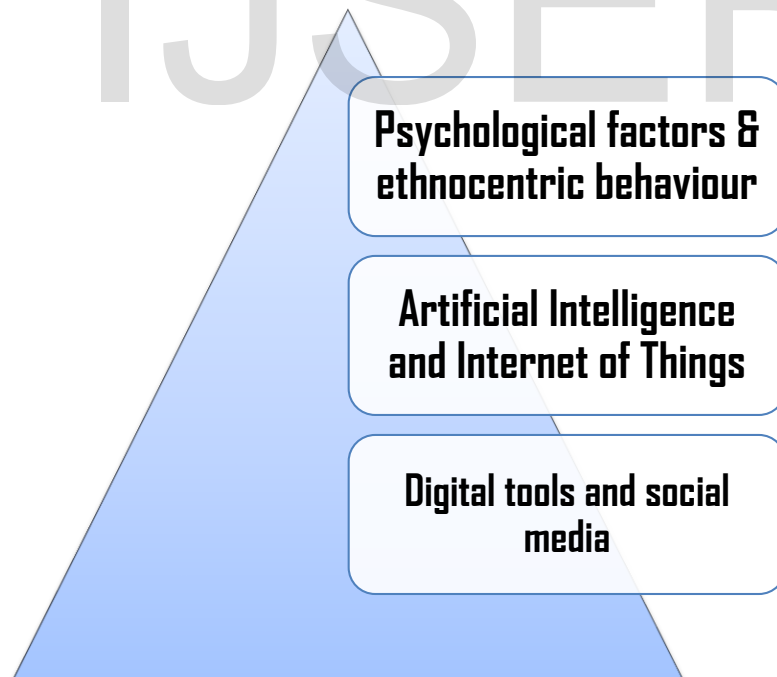 IJSER
Psychological factors &
ethnocentric behaviour
Artificial Intelligence
and Internet of Things
Digital tools and social
media